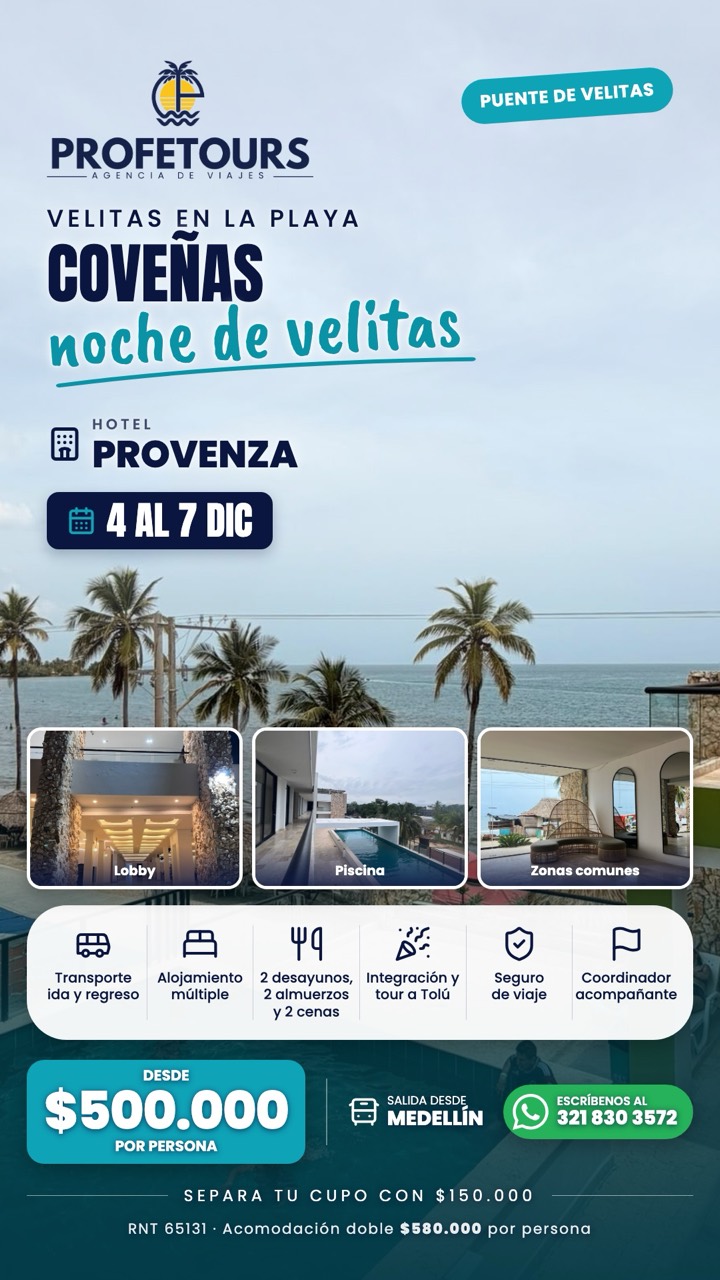 PROFETOURS
AGENCIA DE VIAJES
PUENTE DE VELITAS
VELITAS EN LA PLAYA
COVEÑAS
noche de velitas
HOTEL
PROVENZA
4 AL 7 DIC
Lobby
Piscina
Zonas comunes
Transporte
ida y regreso
Alojamiento
múltiple
2 desayunos,
2 almuerzos
y 2 cenas
Integración y
tour a Tolú
Seguro
de viaje
Coordinador
acompañante
DESDE
$500.000
POR PERSONA
SALIDA DESDE
MEDELLÍN
ESCRÍBENOS AL
321 830 3572
SEPARA TU CUPO CON $150.000
RNT 65131 · Acomodación doble $580.000 por persona